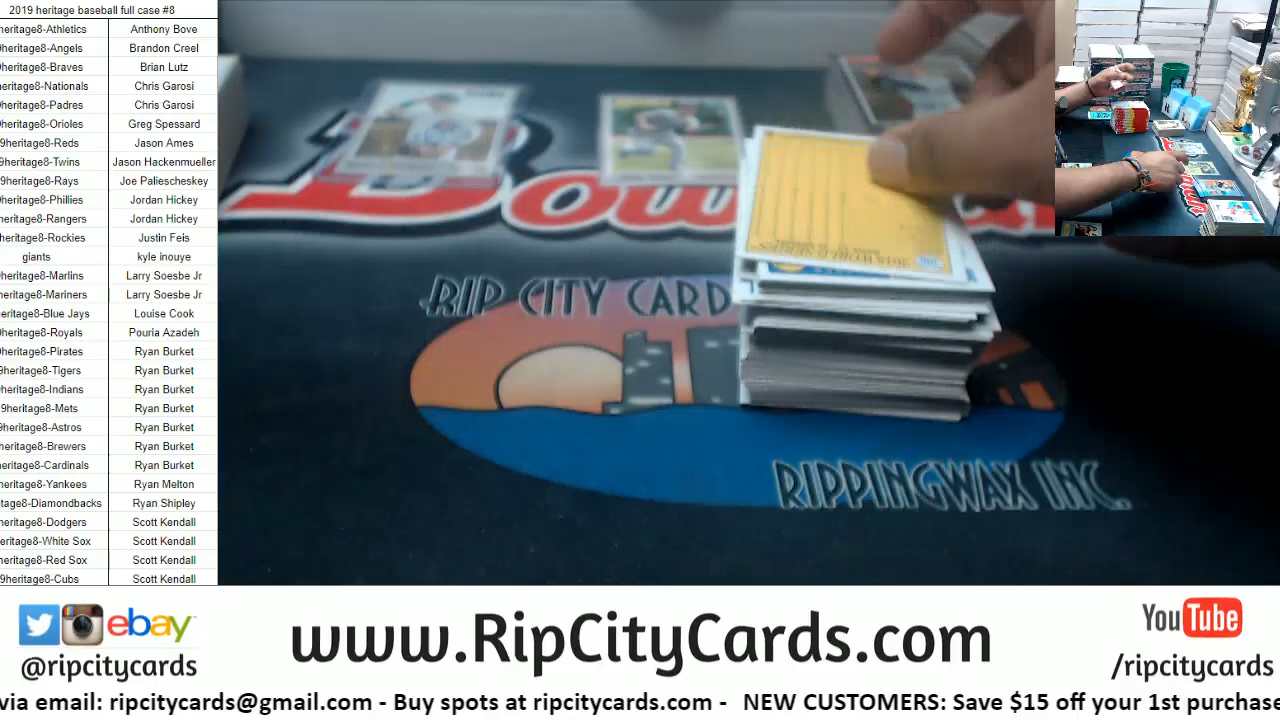 2019 heritage baseball full case #8
heritage8-Athletics Anthony Bove
heritage8-Angels Brandon Creel
heritage8-Braves Brian Lutz
heritage8-Nationals Chris Garosi
heritage8-Padres Chris Garosi
heritage8-Orioles Greg Spessard
9heritage8-Reds Jason Ames
9heritage8-Twins Jason Hackenmueller
9heritage8-Rays Joe Paliescheskey
heritage8-Phillies Jordan Hickey
heritage8-Rangers Jordan Hickey
heritage8-Rockies Justin Feis
giants kyle inouye
9heritage8-Marlins Larry Soesbe Jr
heritage8-Mariners Larry Soesbe Jr
heritage8-Blue Jays Louise Cook
heritage8-Royals Pouria Azadeh
heritage8-Pirates Ryan Burket
9heritage8-Tigers Ryan Burket
heritage8-Indians Ryan Burket
9heritage8-Mets Ryan Burket
heritage8-Astros Ryan Burket
heritage8-Brewers Ryan Burket
eritage8-Cardinals Ryan Burket
heritage8-Yankees Ryan Melton
itage8-Diamondbacks Ryan Shipley
heritage8-Dodgers Scott Kendall
eritage8-White Sox Scott Kendall
heritage8-Red Sox Scott Kendall
9heritage8-Cubs Scott Kendall
RIP CITY CARD
RIPPINGWAX INC.
ebay
@ripcitycards
www.RipCityCards.com
YouTube
/ripcitycards
via email: ripcitycards@gmail.com - Buy spots at ripcitycards.com - NEW CUSTOMERS: Save $15 off your 1st purchase